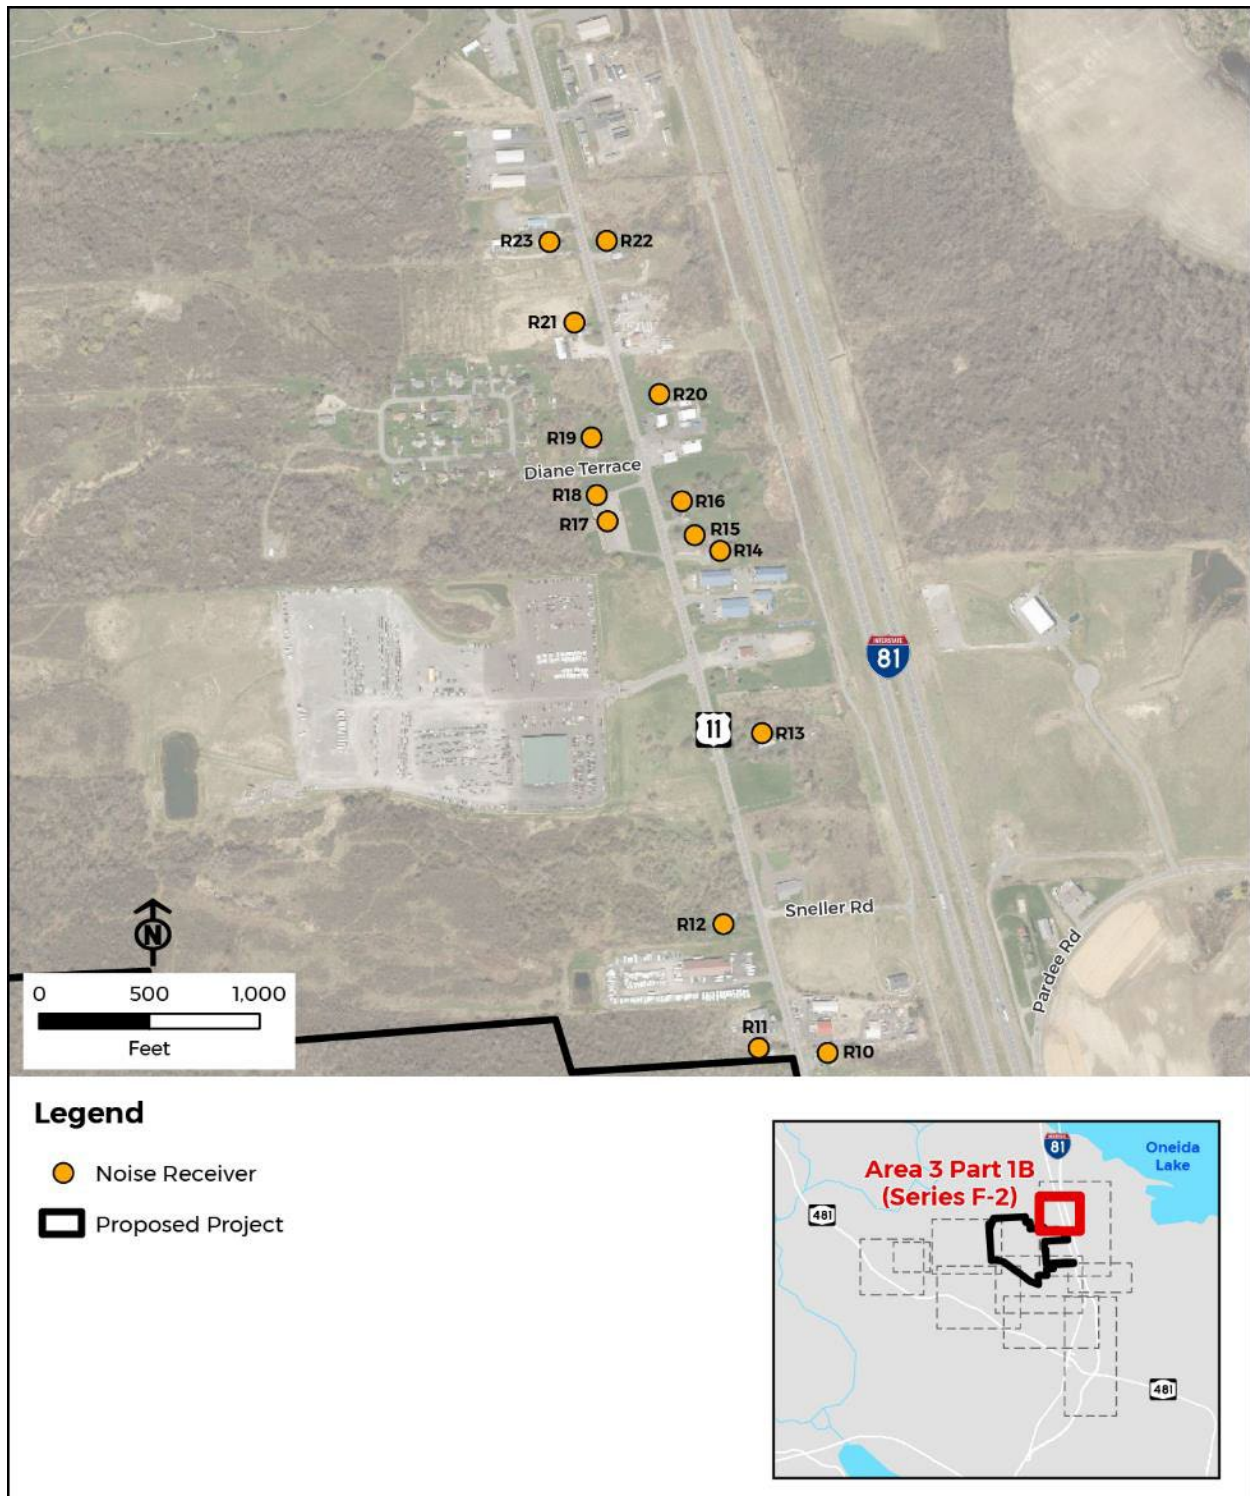 R23
R22
R21
R20
R19
Diane Terrace
R18
R16
R17
R15
R14
INTERSTATE
81
11
R13
Sneller Rd
R12
N
Pardee Rd
0 500 1,000
Feet
R11
R10
Legend
Noise Receiver
Proposed Project
81
Oneida
Lake
Area 3 Part 1B
(Series F-2)
481
481